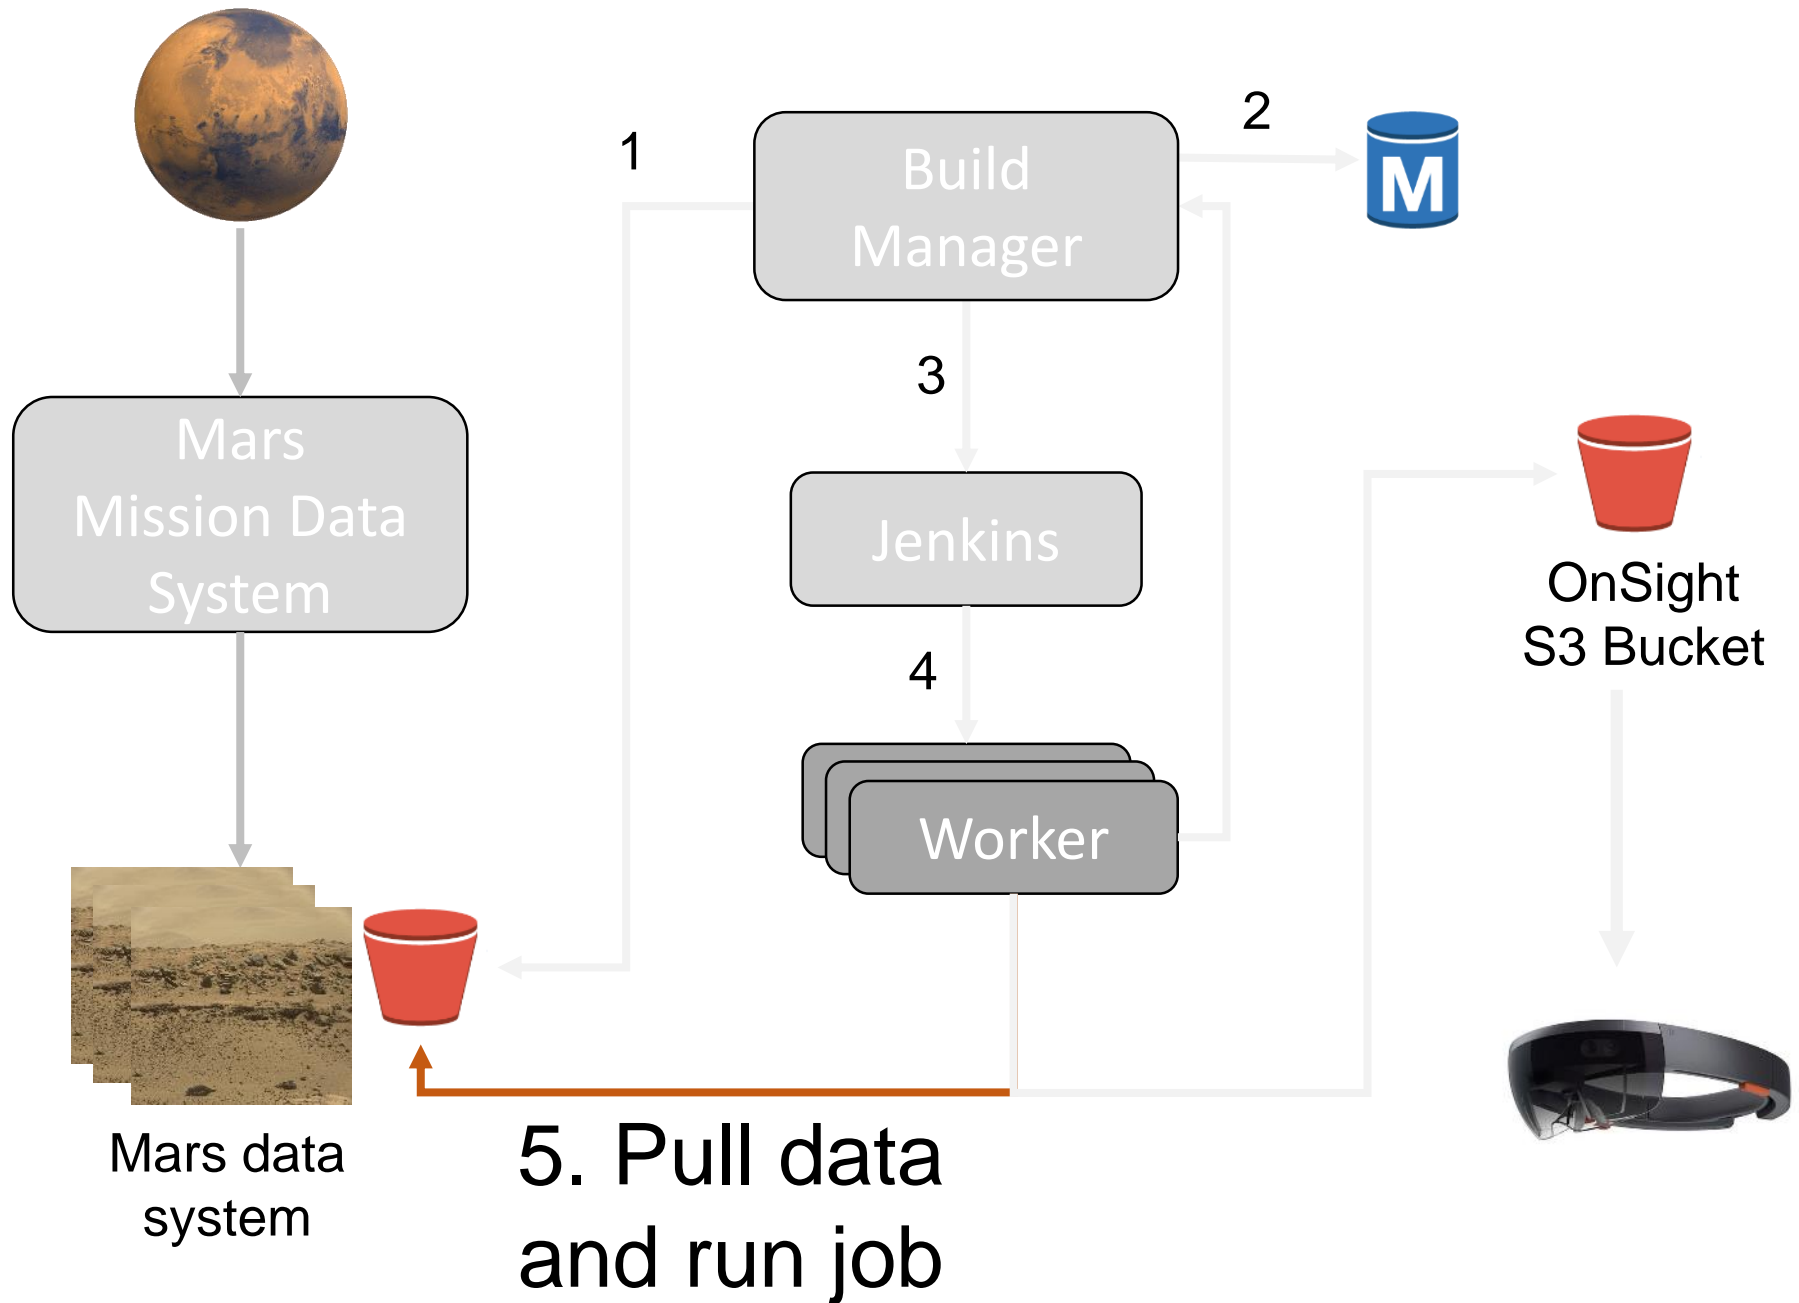 1
2
Build
Manager
M
3
Mars
Mission Data
System
Jenkins
OnSight
S3 Bucket
4
Worker
Mars data
system
5. Pull data
and run job